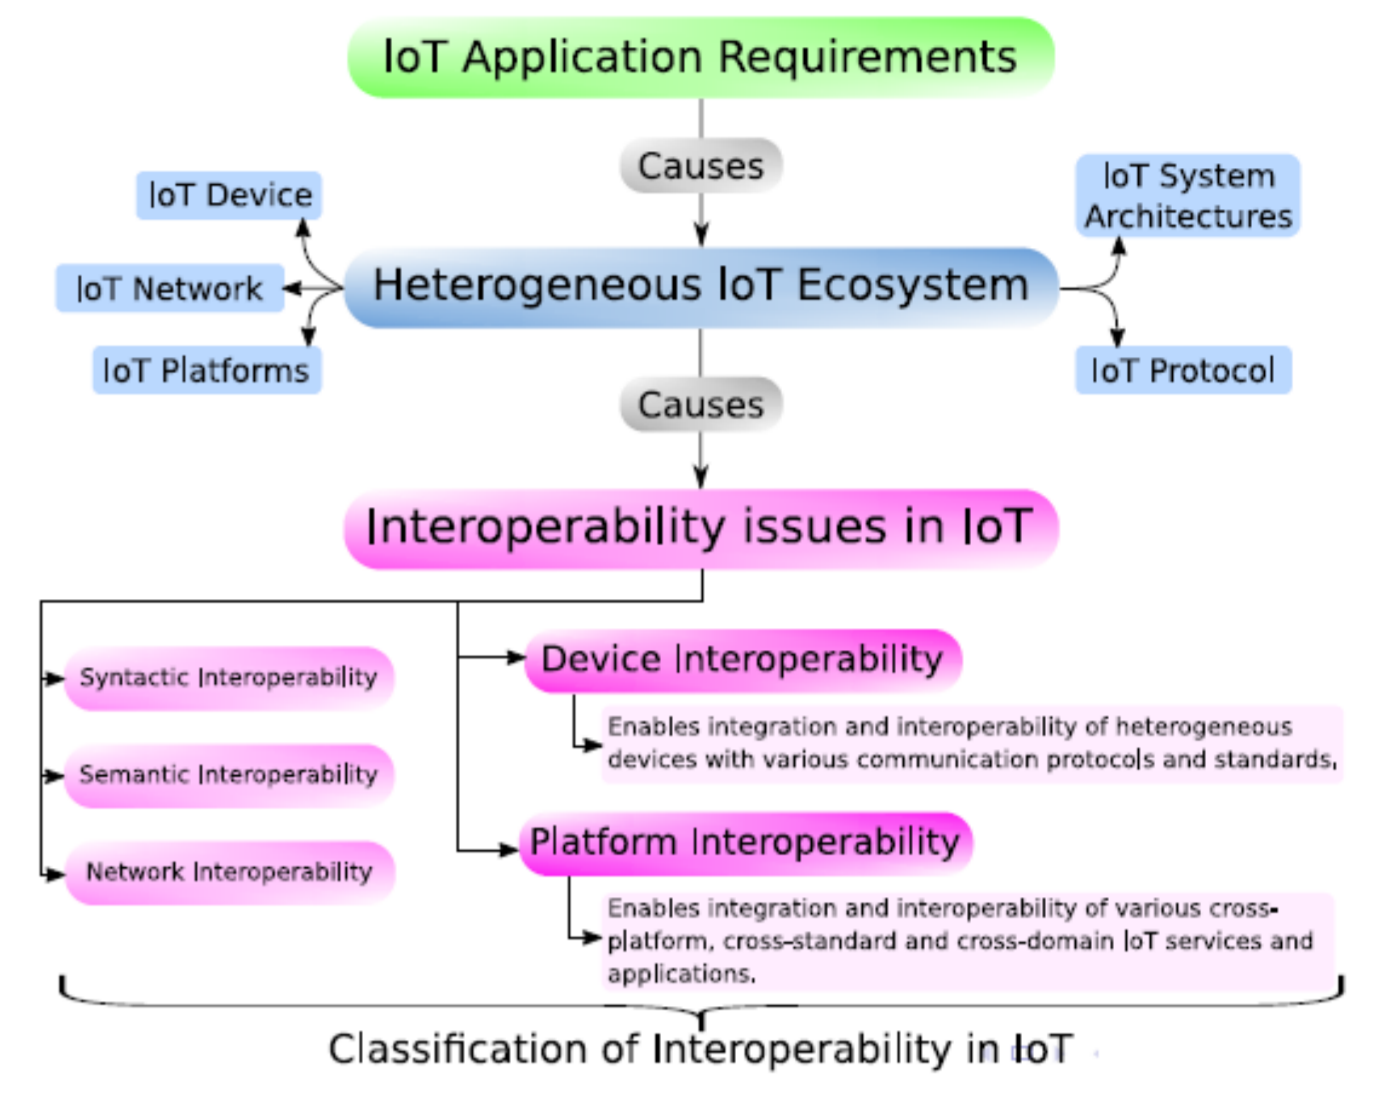 IoT Application Requirements
Causes
IoT Device
IoT System
Architectures
Heterogeneous IoT Ecosystem
IoT Network
IoT Platforms
IoT Protocol
Causes
Interoperability issues in IoT
Syntactic Interoperability
Semantic Interoperability
Network Interoperability
Device Interoperability
Enables integration and interoperability of heterogeneous
devices with various communication protocols and standards.
Platform Interoperability
Enables integration and interoperability of various cross-
platform, cross-standard and cross-domain IoT services and
applications.
Classification of Interoperability in IoT